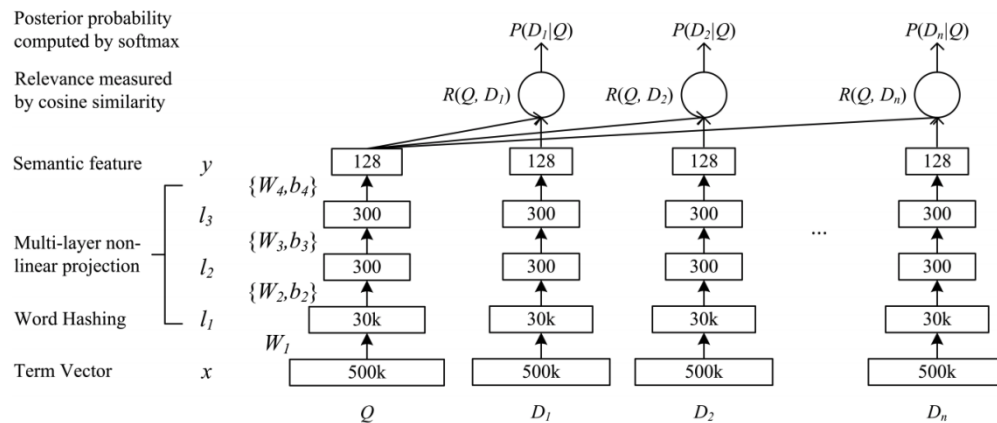 Posterior probability
computed by softmax
P(D1|Q) P(D2|Q) P(Dn|Q)
Relevance measured
by cosine similarity
R(Q, D1) R(Q, D2) R(Q, Dn)
Semantic feature y 128 128 128 128
{W4,b4}
l3 300 300 300 300
Multi-layer non-
linear projection
{W3,b3}
...
l2 300 300 300 300
{W2,b2}
Word Hashing l1 30k 30k 30k 30k
W1
Term Vector x 500k 500k 500k 500k
Q D1 D2 Dn